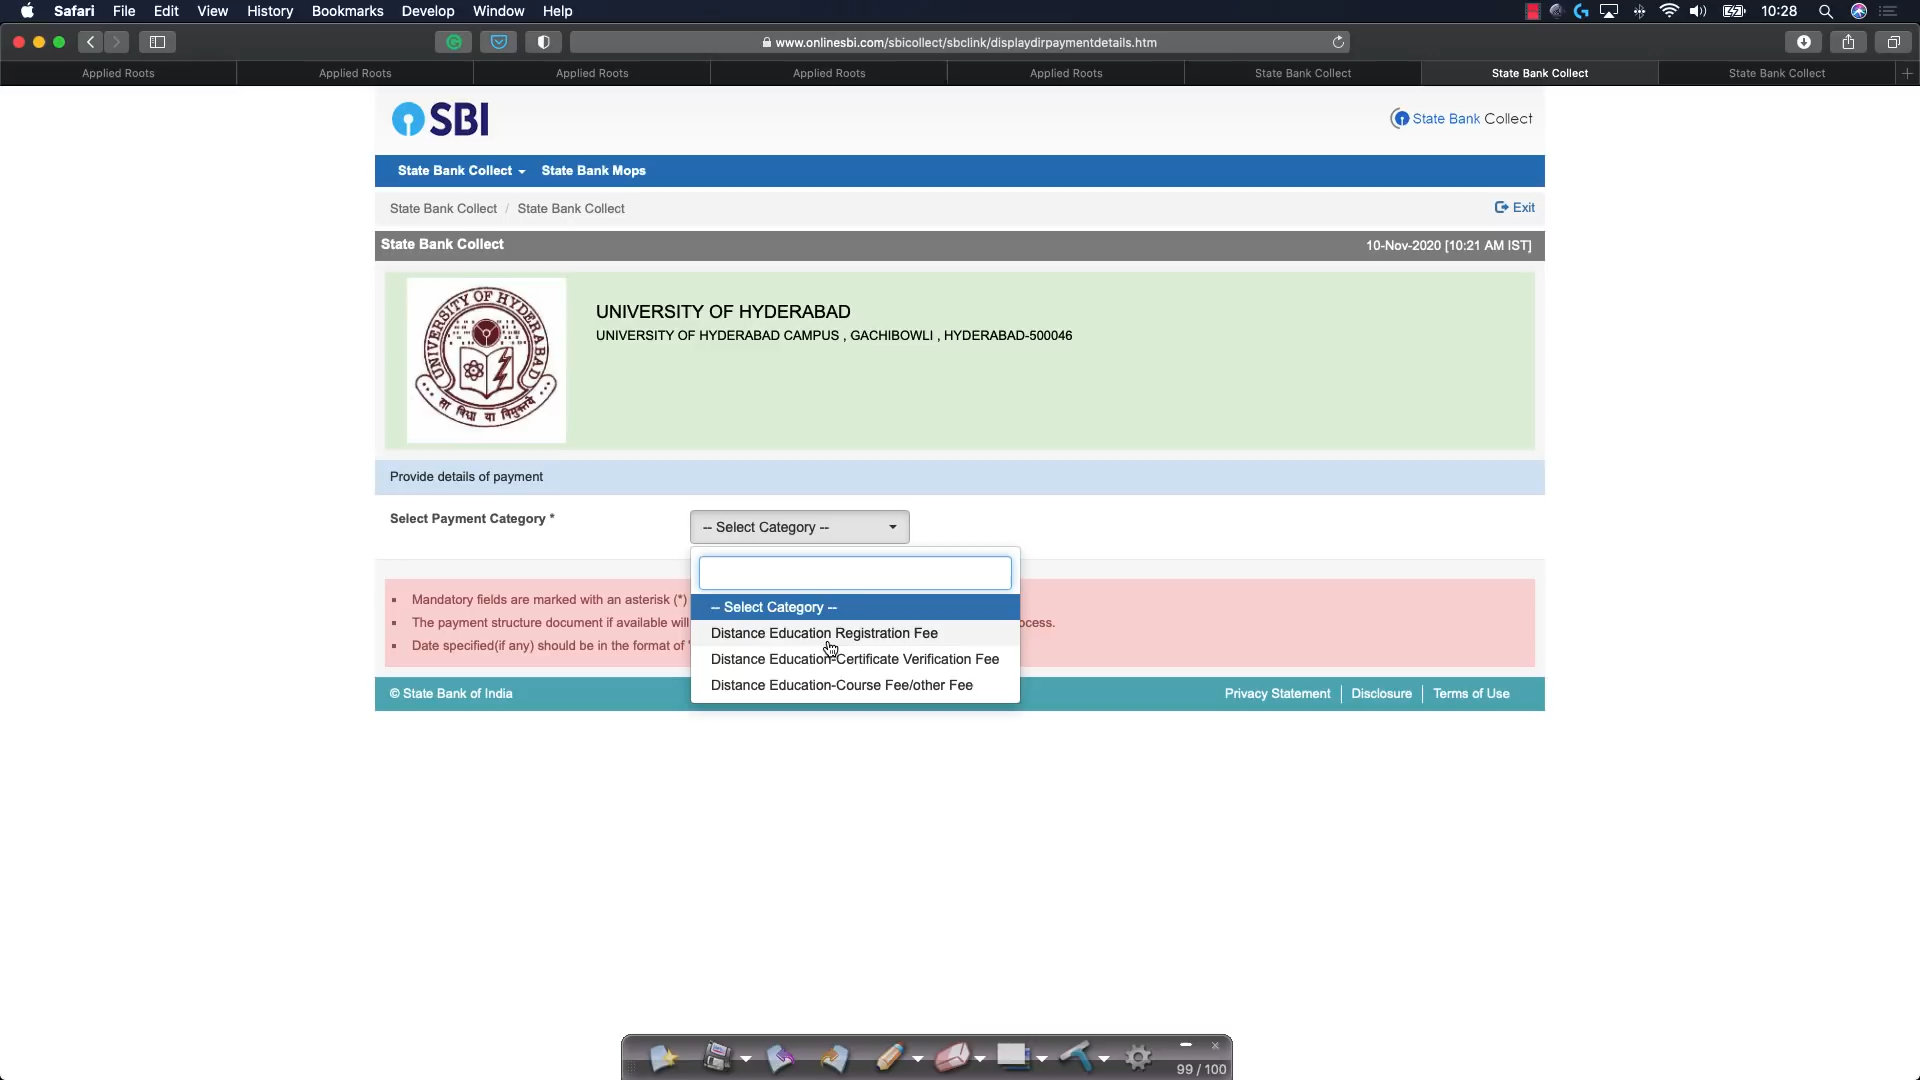 Safari File Edit View History Bookmarks Develop Window Help 10:28
www.onlinesbi.com/sbicollect/sbclink/displaydirpaymentdetails.htm
Applied Roots Applied Roots Applied Roots Applied Roots Applied Roots State Bank Collect State Bank Collect State Bank Collect
SBI
State Bank Collect
State Bank Collect State Bank Mops
State Bank Collect / State Bank Collect
Exit
State Bank Collect
10-Nov-2020 [10:21 AM IST]
UNIVERSITY OF HYDERABAD
सा विद्या या विमुक्तये
UNIVERSITY OF HYDERABAD
UNIVERSITY OF HYDERABAD CAMPUS , GACHIBOWLI , HYDERABAD-500046
Provide details of payment
Select Payment Category *
-- Select Category --
-- Select Category --
Distance Education Registration Fee
Distance Education-Certificate Verification Fee
Distance Education-Course Fee/other Fee
Mandatory fields are marked with an asterisk (*)
The payment structure document if available will
ocess.
Date specified(if any) should be in the format of '
© State Bank of India
Privacy Statement Disclosure Terms of Use
99 / 100